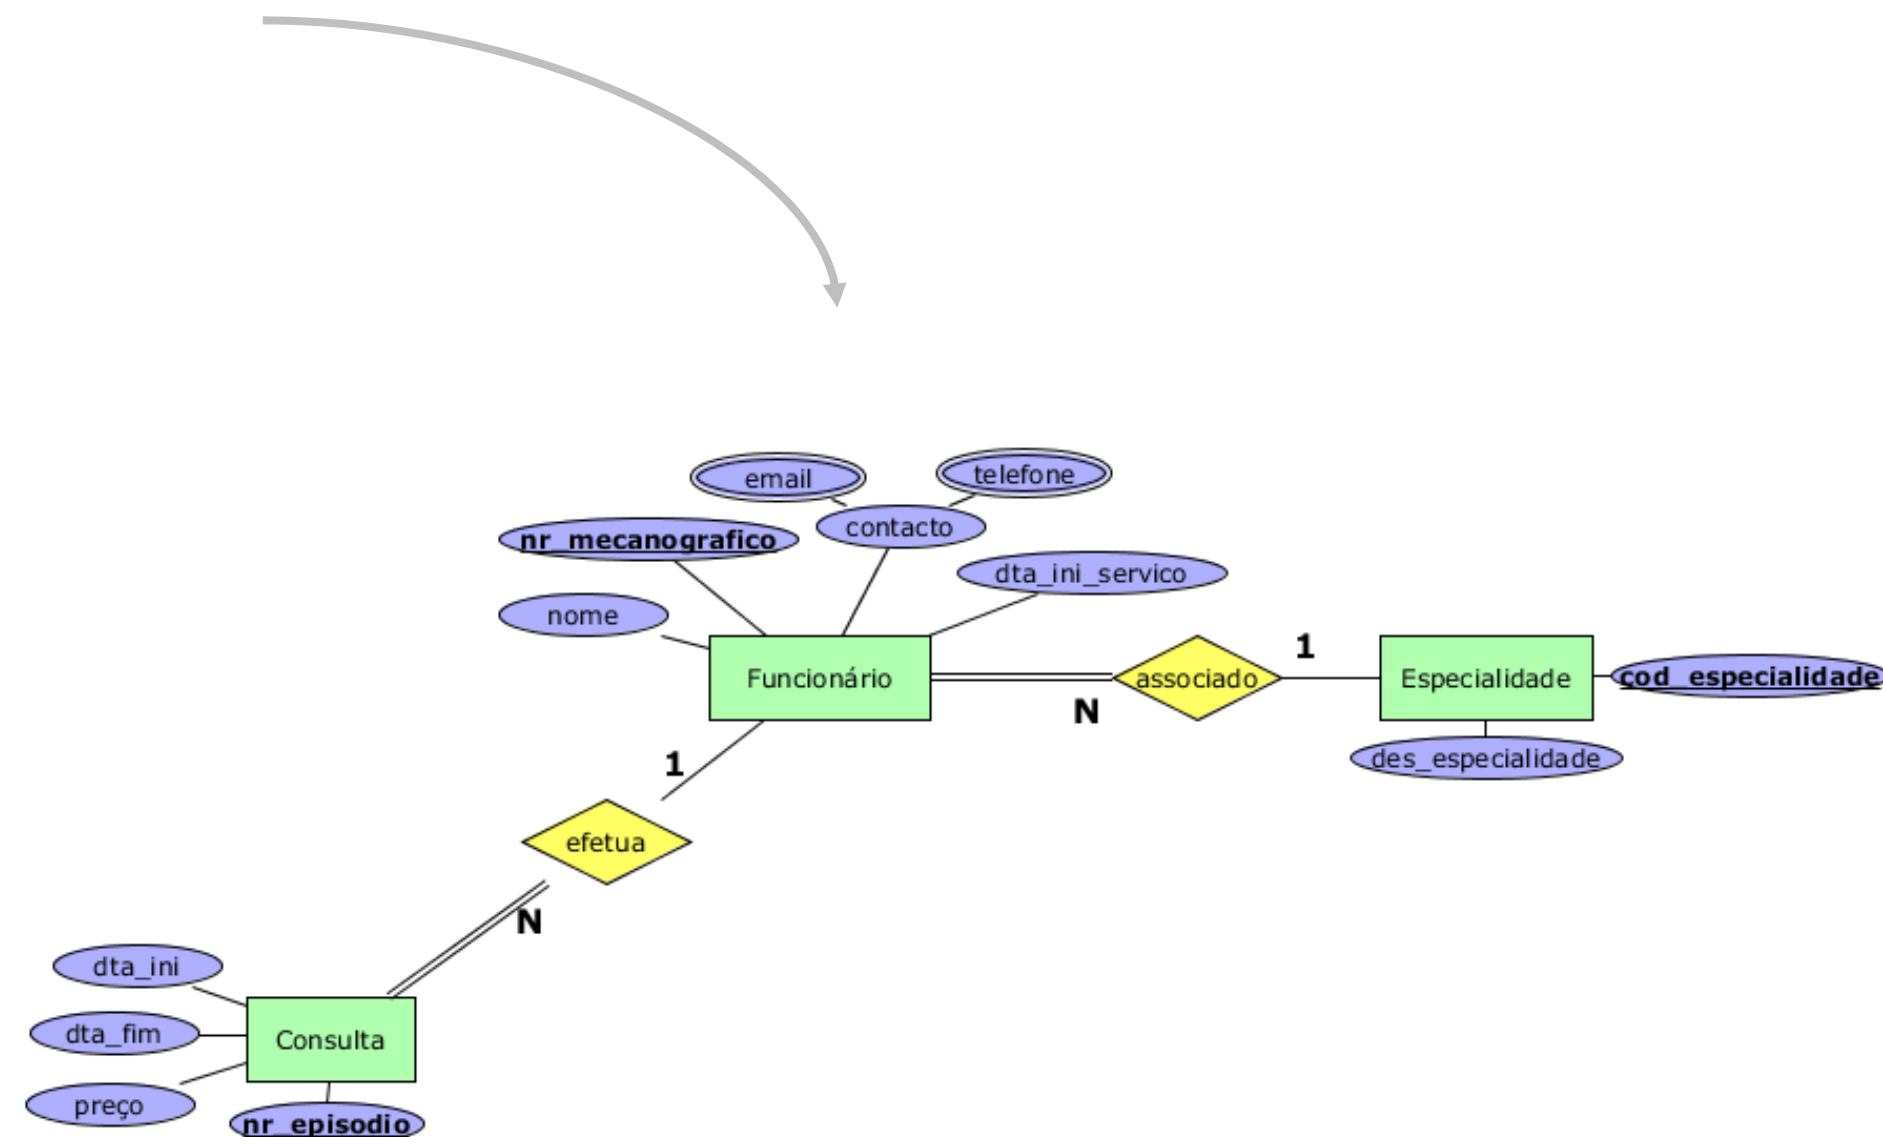 email
telefone
contacto
nr_mecanografico
dta_ini_servico
nome
1
Funcionário
associado
Especialidade
cod_especialidade
N
des_especialidade
1
efetua
N
dta_ini
dta_fim
Consulta
preço
nr_episodio